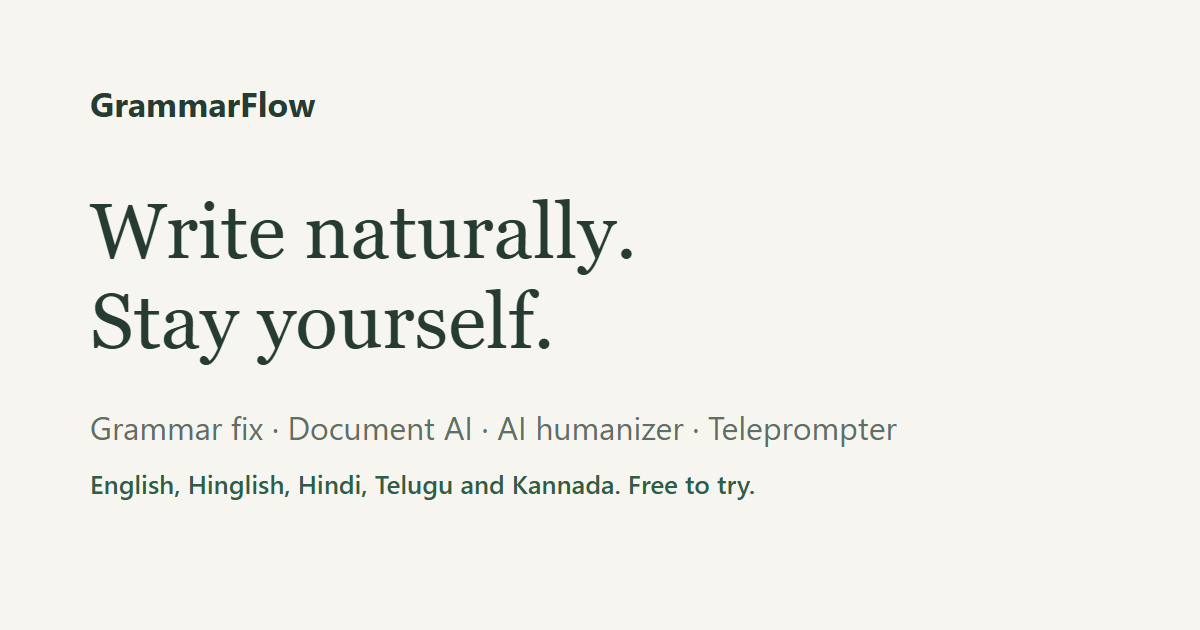 GrammarFlow
Write naturally.
Stay yourself.
Grammar fix · Document AI · AI humanizer · Teleprompter
English, Hinglish, Hindi, Telugu and Kannada. Free to try.